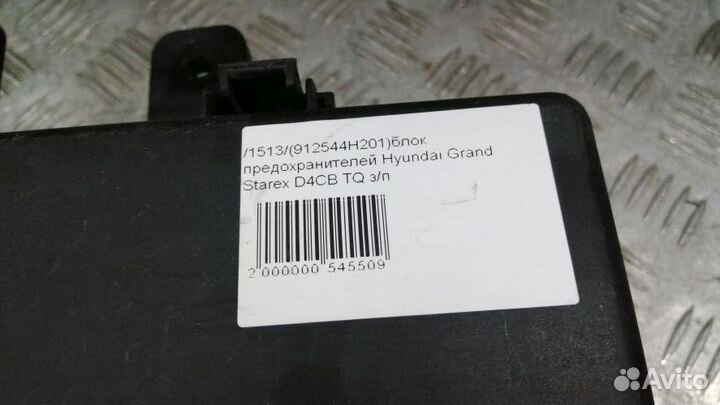 /1513/(912544H201)блок
предохранителей Hyundai Grand
Starex D4CB TQ з/п
2 000000 545509
Avito